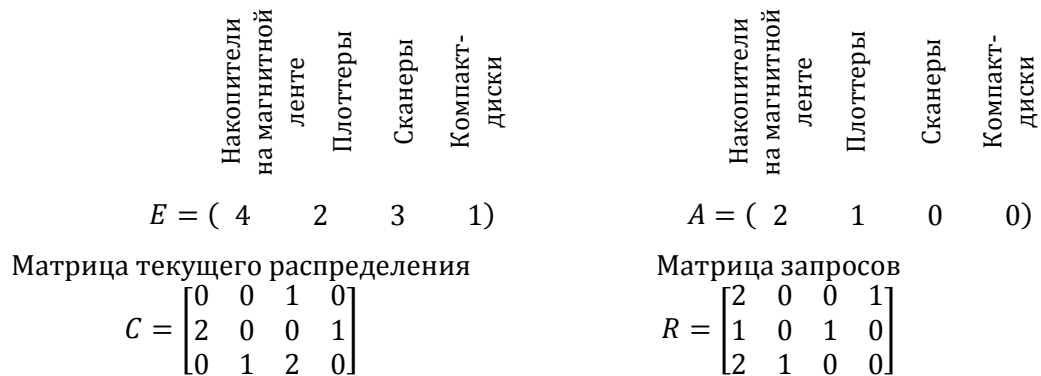 Накопители
на магнитной
ленте
Плоттеры
Сканеры
Компакт-
диски
Накопители
на магнитной
ленте
Плоттеры
Сканеры
Компакт-
диски
E = ( 4 2 3 1)
A = ( 2 1 0 0)
Матрица текущего распределения
Матрица запросов
C = [0 0 1 0
2 0 0 1
0 1 2 0]
R = [2 0 0 1
1 0 1 0
2 1 0 0]